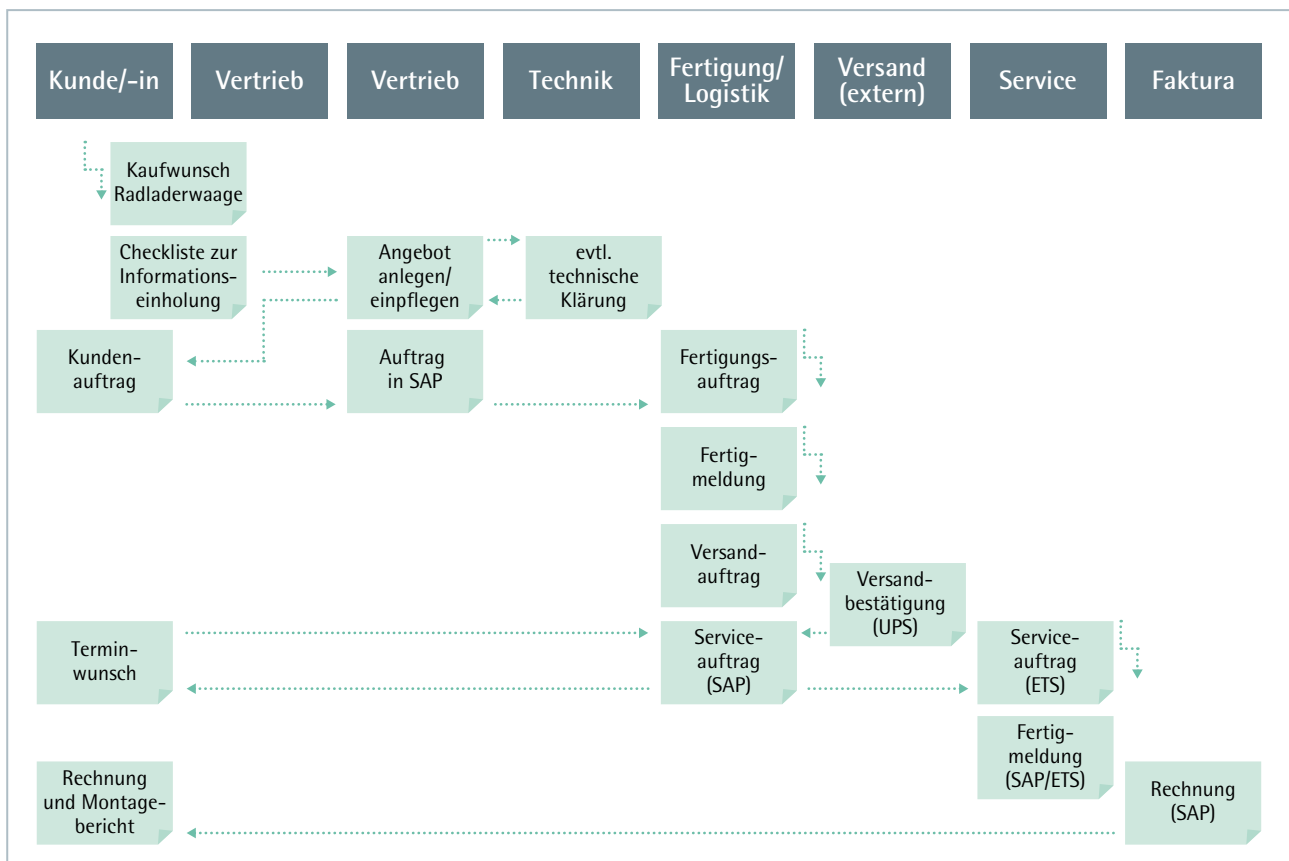 Kunde/-in
Vertrieb
Vertrieb
Technik
Fertigung/
Logistik
Versand
(extern)
Service
Faktura
Kaufwunsch
Radladerwaage
Checkliste zur
Informations-
einholung
Angebot
anlegen/
einpflegen
evtl.
technische
Klärung
Kunden-
auftrag
Auftrag
in SAP
Fertigungs-
auftrag
Fertig-
meldung
Versand-
auftrag
Versand-
bestätigung
(UPS)
Termin-
wunsch
Service-
auftrag
(SAP)
Service-
auftrag
(ETS)
Fertig-
meldung
(SAP/ETS)
Rechnung
und Montage-
bericht
Rechnung
(SAP)